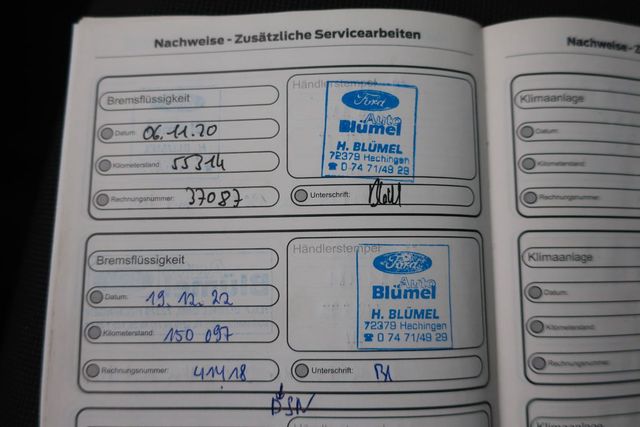 Nachweise - Zusätzliche Servicearbeiten
Bremsflüssigkeit
Händlerstempel
Datum: 06.11.20
Kilometerstand: 55314
Rechnungsnummer: 37087
Ford
Auto
Blümel
H. BLÜMEL
72379 Hechingen
☎ 0 74 71/49 29
Unterschrift:
Bremsflüssigkeit
Händlerstempel
Datum: 19.12.22
Kilometerstand: 150 097
Rechnungsnummer: 41418
Ford
Auto
Blümel
H. BLÜMEL
72379 Hechingen
☎ 0 74 71/49 29
Unterschrift:
Nachweise - Z
Klimaanlage
Datum:
Kilometerstand:
Rechnungsnummer:
Klimaanlage
Datum:
Kilometerstand:
Rechnungsnummer: